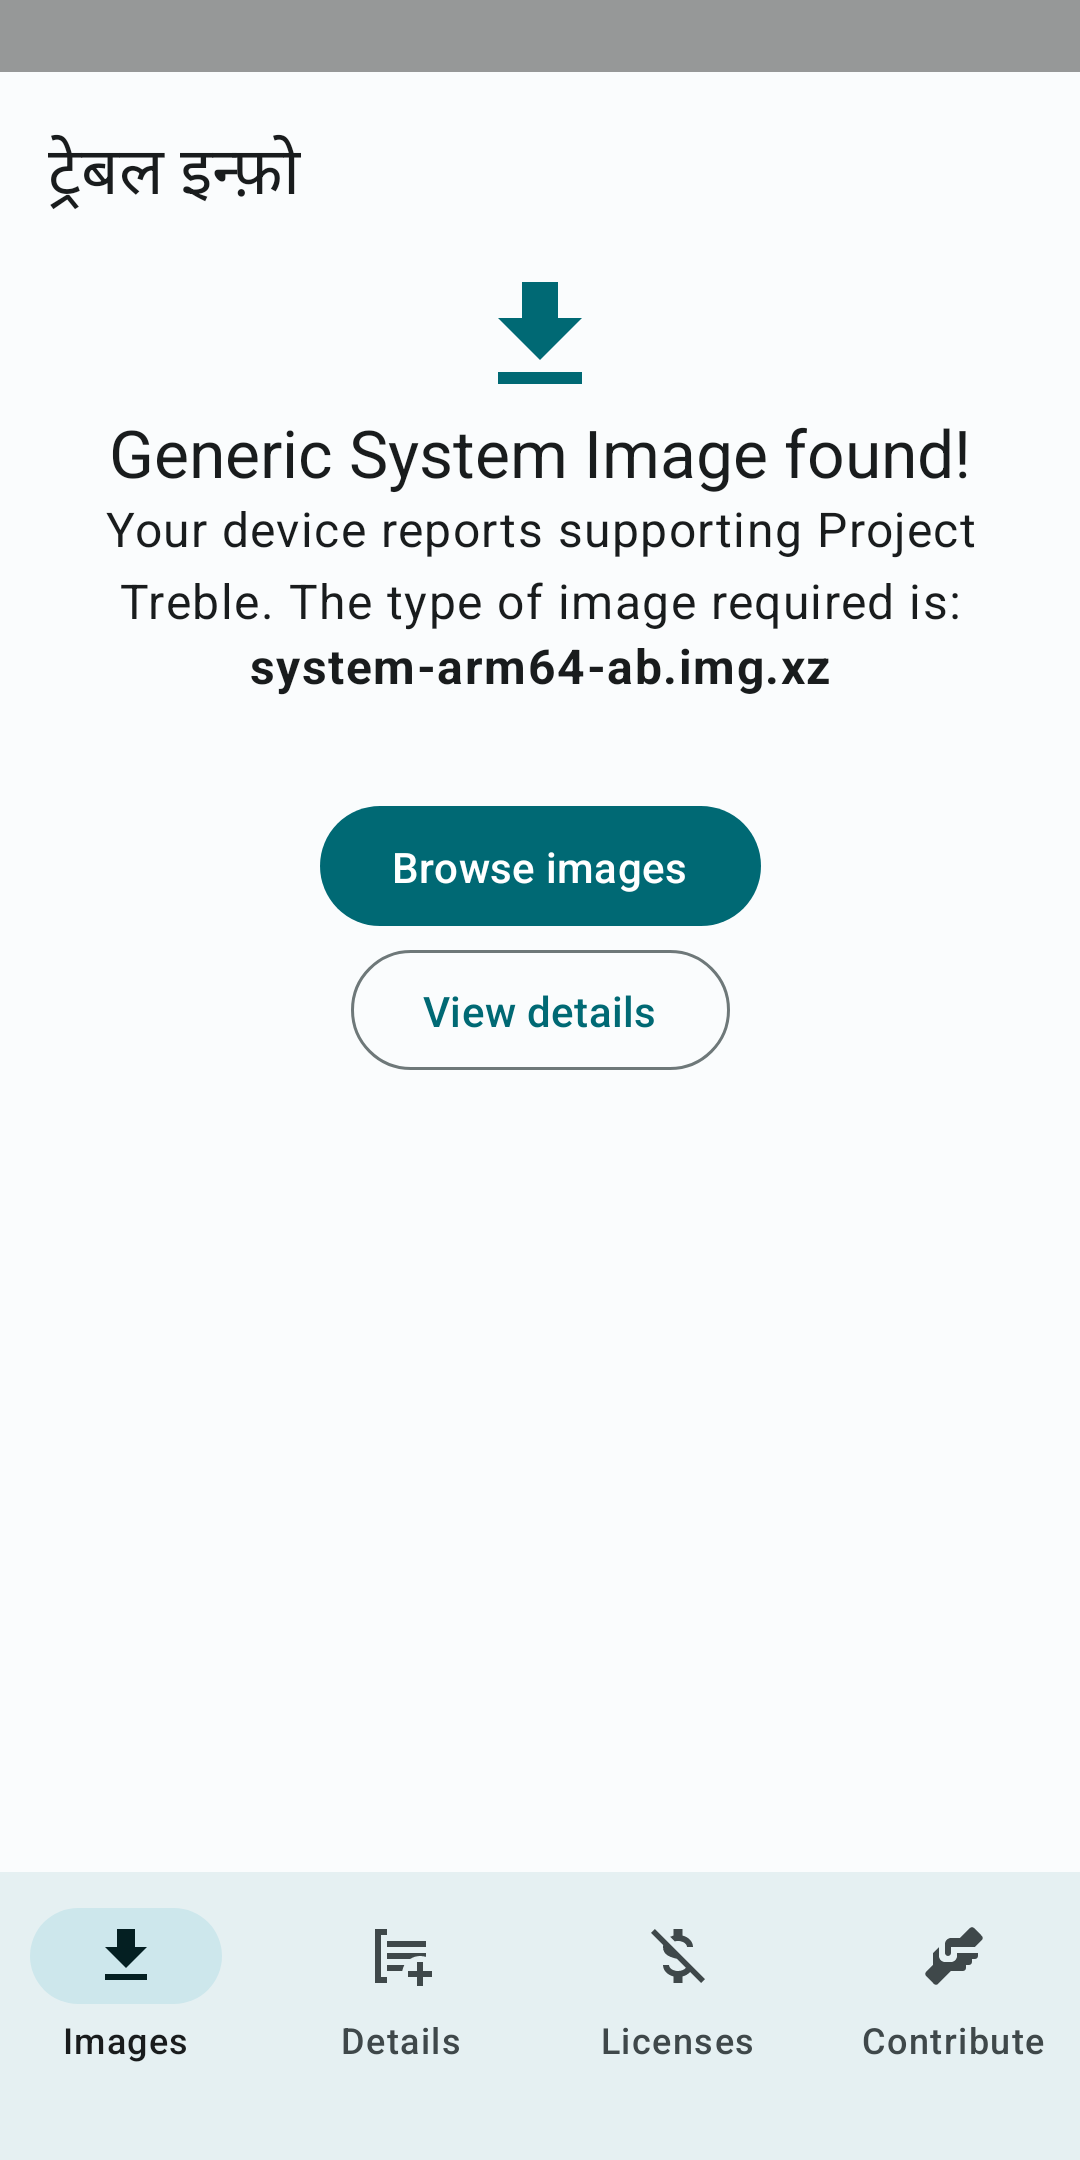 ट्रेबल इन्फ़ो
Generic System Image found!
Your device reports supporting Project
Treble. The type of image required is:
system-arm64-ab.img.xz
Browse images
View details
Images
Details
Licenses
Contribute